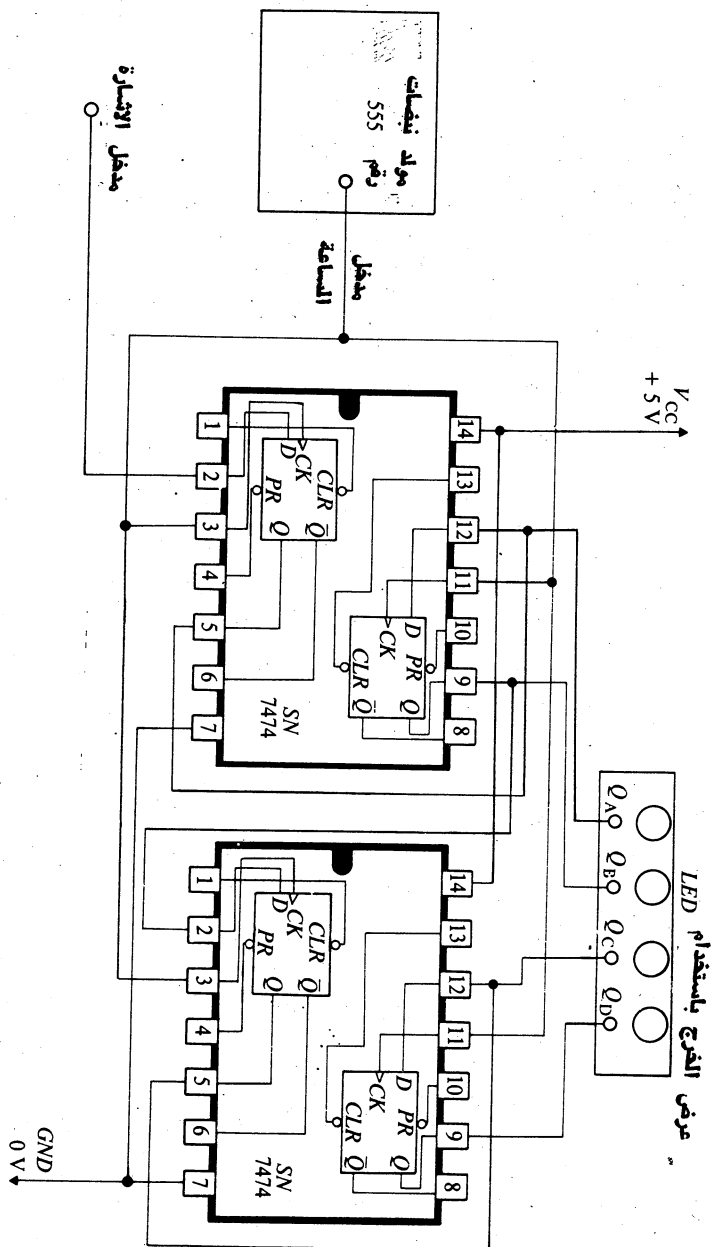 مولد نبضات
رقم 555
مدخل
الساعة
مدخل الاشارة
V_CC
+ 5 V
عرض الخرج باستخدام LED
Q_A Q_B Q_C Q_D
14 13 12 11 10 9 8
CLR Q̅
CK
D PR Q
D PR Q
CK
CLR Q̅
SN
7474
1 2 3 4 5 6 7
14 13 12 11 10 9 8
CLR Q̅
CK
D PR Q
D PR Q
CK
CLR Q̅
SN
7474
1 2 3 4 5 6 7
GND
0 V